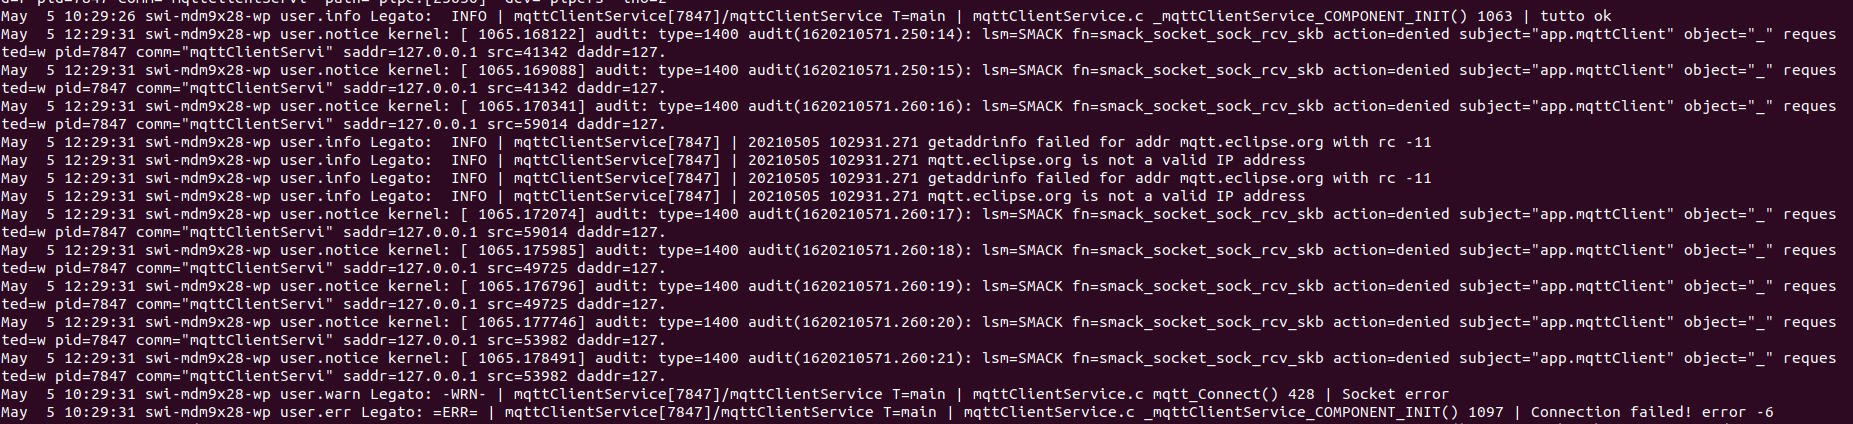 May  5 10:29:26 swi-mdm9x28-wp user.info Legato:  INFO | mqttClientService[7847]/mqttClientService T=main | mqttClientService.c _mqttClientService_COMPONENT_INIT() 1063 | tutto ok
May  5 12:29:31 swi-mdm9x28-wp user.notice kernel: [ 1065.168122] audit: type=1400 audit(1620210571.250:14): lsm=SMACK fn=smack_socket_sock_rcv_skb action=denied subject="app.mqttClient" object="_" reques
ted=w pid=7847 comm="mqttClientServi" saddr=127.0.0.1 src=41342 daddr=127.
May  5 12:29:31 swi-mdm9x28-wp user.notice kernel: [ 1065.169088] audit: type=1400 audit(1620210571.250:15): lsm=SMACK fn=smack_socket_sock_rcv_skb action=denied subject="app.mqttClient" object="_" reques
ted=w pid=7847 comm="mqttClientServi" saddr=127.0.0.1 src=41342 daddr=127.
May  5 12:29:31 swi-mdm9x28-wp user.notice kernel: [ 1065.170341] audit: type=1400 audit(1620210571.260:16): lsm=SMACK fn=smack_socket_sock_rcv_skb action=denied subject="app.mqttClient" object="_" reques
ted=w pid=7847 comm="mqttClientServi" saddr=127.0.0.1 src=59014 daddr=127.
May  5 12:29:31 swi-mdm9x28-wp user.info Legato:  INFO | mqttClientService[7847] | 20210505 102931.271 getaddrinfo failed for addr mqtt.eclipse.org with rc -11
May  5 12:29:31 swi-mdm9x28-wp user.info Legato:  INFO | mqttClientService[7847] | 20210505 102931.271 mqtt.eclipse.org is not a valid IP address
May  5 12:29:31 swi-mdm9x28-wp user.info Legato:  INFO | mqttClientService[7847] | 20210505 102931.271 getaddrinfo failed for addr mqtt.eclipse.org with rc -11
May  5 12:29:31 swi-mdm9x28-wp user.info Legato:  INFO | mqttClientService[7847] | 20210505 102931.271 mqtt.eclipse.org is not a valid IP address
May  5 12:29:31 swi-mdm9x28-wp user.notice kernel: [ 1065.172074] audit: type=1400 audit(1620210571.260:17): lsm=SMACK fn=smack_socket_sock_rcv_skb action=denied subject="app.mqttClient" object="_" reques
ted=w pid=7847 comm="mqttClientServi" saddr=127.0.0.1 src=59014 daddr=127.
May  5 12:29:31 swi-mdm9x28-wp user.notice kernel: [ 1065.175985] audit: type=1400 audit(1620210571.260:18): lsm=SMACK fn=smack_socket_sock_rcv_skb action=denied subject="app.mqttClient" object="_" reques
ted=w pid=7847 comm="mqttClientServi" saddr=127.0.0.1 src=49725 daddr=127.
May  5 12:29:31 swi-mdm9x28-wp user.notice kernel: [ 1065.176796] audit: type=1400 audit(1620210571.260:19): lsm=SMACK fn=smack_socket_sock_rcv_skb action=denied subject="app.mqttClient" object="_" reques
ted=w pid=7847 comm="mqttClientServi" saddr=127.0.0.1 src=49725 daddr=127.
May  5 12:29:31 swi-mdm9x28-wp user.notice kernel: [ 1065.177746] audit: type=1400 audit(1620210571.260:20): lsm=SMACK fn=smack_socket_sock_rcv_skb action=denied subject="app.mqttClient" object="_" reques
ted=w pid=7847 comm="mqttClientServi" saddr=127.0.0.1 src=53982 daddr=127.
May  5 12:29:31 swi-mdm9x28-wp user.notice kernel: [ 1065.178491] audit: type=1400 audit(1620210571.260:21): lsm=SMACK fn=smack_socket_sock_rcv_skb action=denied subject="app.mqttClient" object="_" reques
ted=w pid=7847 comm="mqttClientServi" saddr=127.0.0.1 src=53982 daddr=127.
May  5 10:29:31 swi-mdm9x28-wp user.warn Legato: -WRN- | mqttClientService[7847]/mqttClientService T=main | mqttClientService.c mqtt_Connect() 428 | Socket error
May  5 10:29:31 swi-mdm9x28-wp user.err Legato: =ERR= | mqttClientService[7847]/mqttClientService T=main | mqttClientService.c _mqttClientService_COMPONENT_INIT() 1097 | Connection failed! error -6